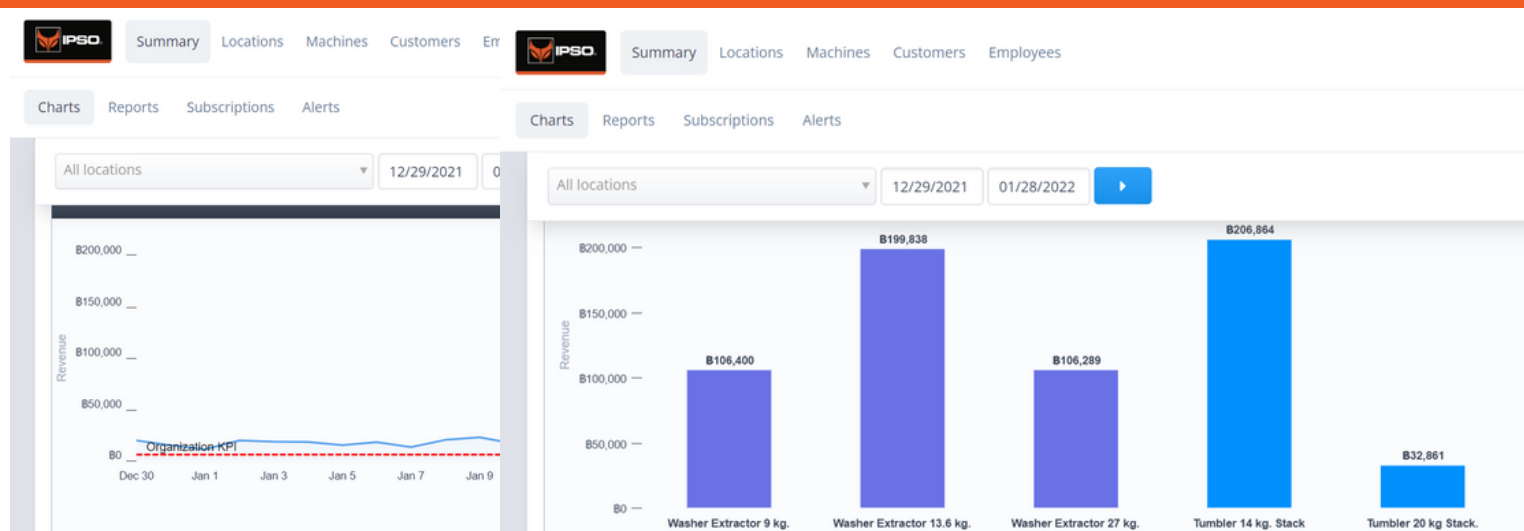 IPSO.
Summary Locations Machines Customers Em
Charts Reports Subscriptions Alerts
All locations 12/29/2021 0
฿200,000
฿150,000
฿100,000
฿50,000
฿0
Revenue
Organization KPI
Dec 30 Jan 1 Jan 3 Jan 5 Jan 7 Jan 9
IPSO.
Summary Locations Machines Customers Employees
Charts Reports Subscriptions Alerts
All locations 12/29/2021 01/28/2022
฿200,000
฿150,000
฿100,000
฿50,000
฿0
Revenue
฿106,400
฿199,838
฿106,289
฿206,864
฿32,861
Washer Extractor 9 kg. Washer Extractor 13.6 kg. Washer Extractor 27 kg. Tumbler 14 kg. Stack Tumbler 20 kg Stack.